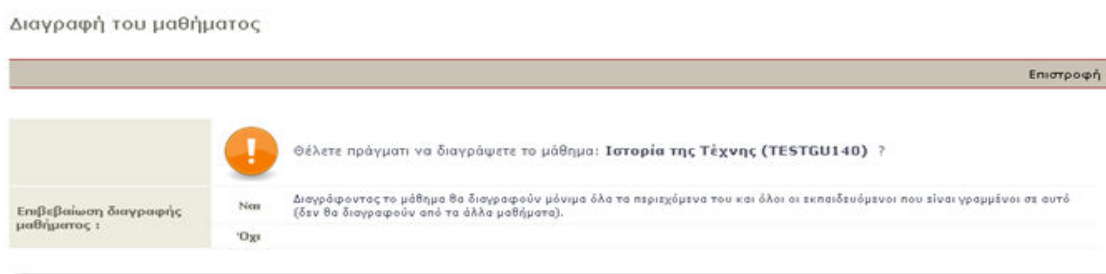 Διαγραφή του μαθήματος
Επιστροφή
Θέλετε πράγματι να διαγράψετε το μάθημα: Ιστορία της Τέχνης (TESTGU140) ?
Επιβεβαίωση διαγραφής
μαθήματος :
Ναι
Διαγράφοντας το μάθημα θα διαγραφούν μόνιμα όλα τα περιεχόμενα του και όλοι οι εκπαιδευόμενοι που είναι γραμμένοι σε αυτό
(δεν θα διαγραφούν από τα άλλα μαθήματα).
Όχι